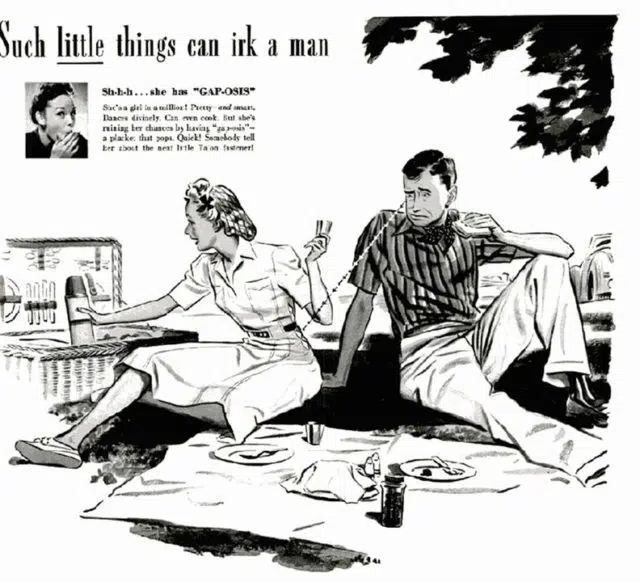 Such little things can irk a man
Sh-h-h...she has "GAP-OSIS"
She's a girl in a million! Pretty and smart.
Dances divinely. Can even cook. But she's
ruining her chances by having "gap-osis"—
a placket that pops. Quick! Somebody tell
her about the neat little Talon fastener!